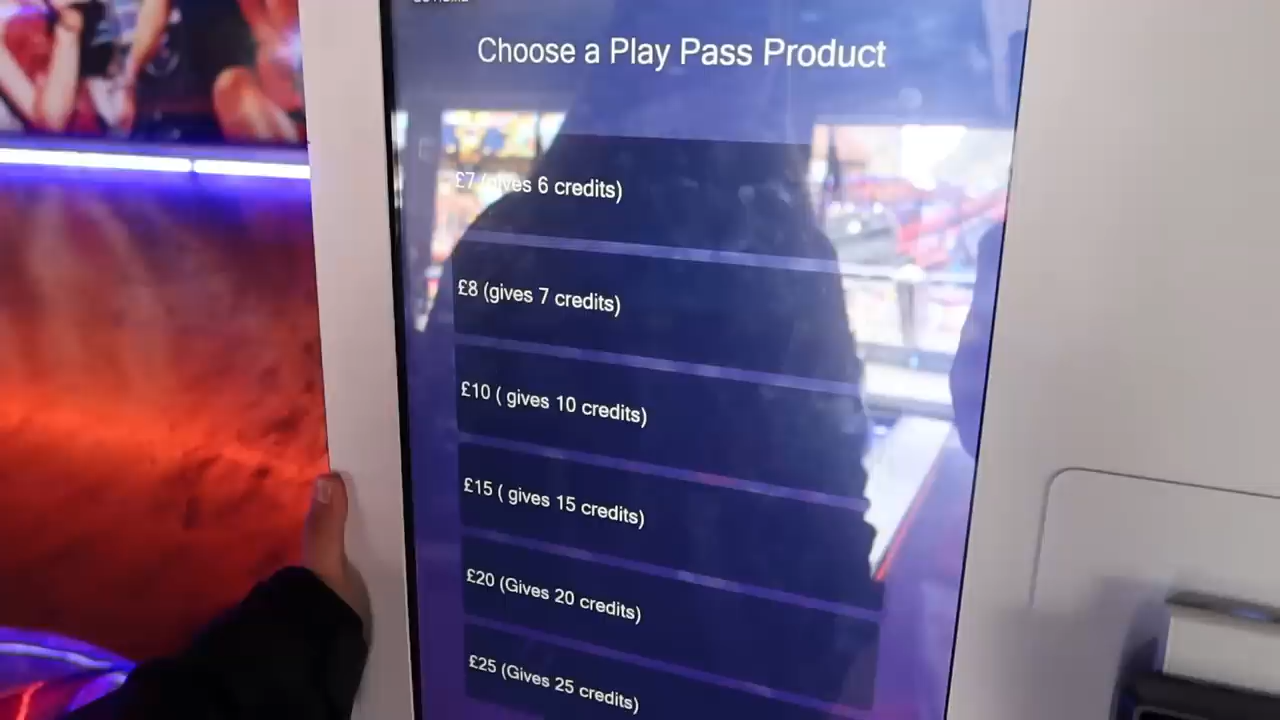 Choose a Play Pass Product
£7 (gives 6 credits)
£8 (gives 7 credits)
£10 ( gives 10 credits)
£15 ( gives 15 credits)
£20 (Gives 20 credits)
£25 (Gives 25 credits)